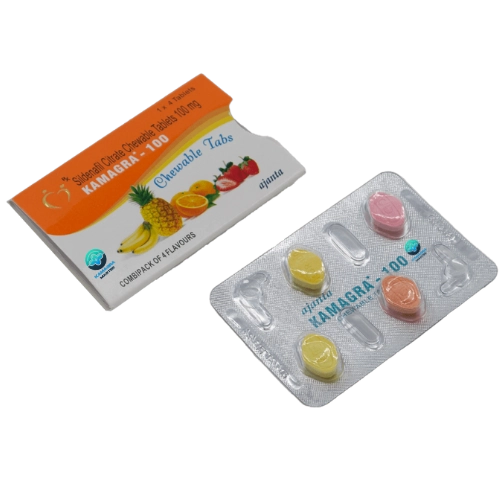 1 x 4 Tablets
Rx Sildenafil Citrate Chewable Tablets 100 mg
KAMAGRA - 100
Chewable Tabs
ajanta
COMBIPACK OF 4 FLAVOURS
ajanta
KAMAGRA - 100